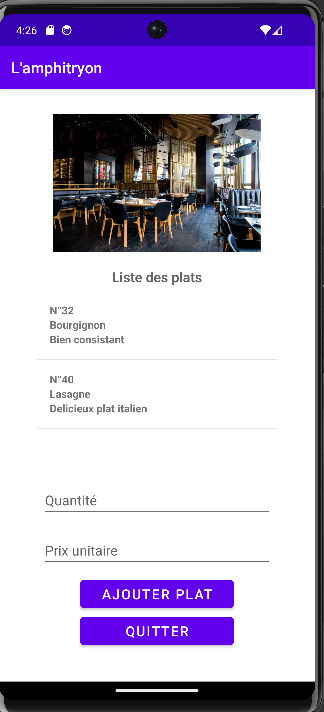 4:26
L'amphitryon
Liste des plats
N°32
Bourgignon
Bien consistant
N°40
Lasagne
Delicieux plat italien
Quantité
Prix unitaire
AJOUTER PLAT
QUITTER